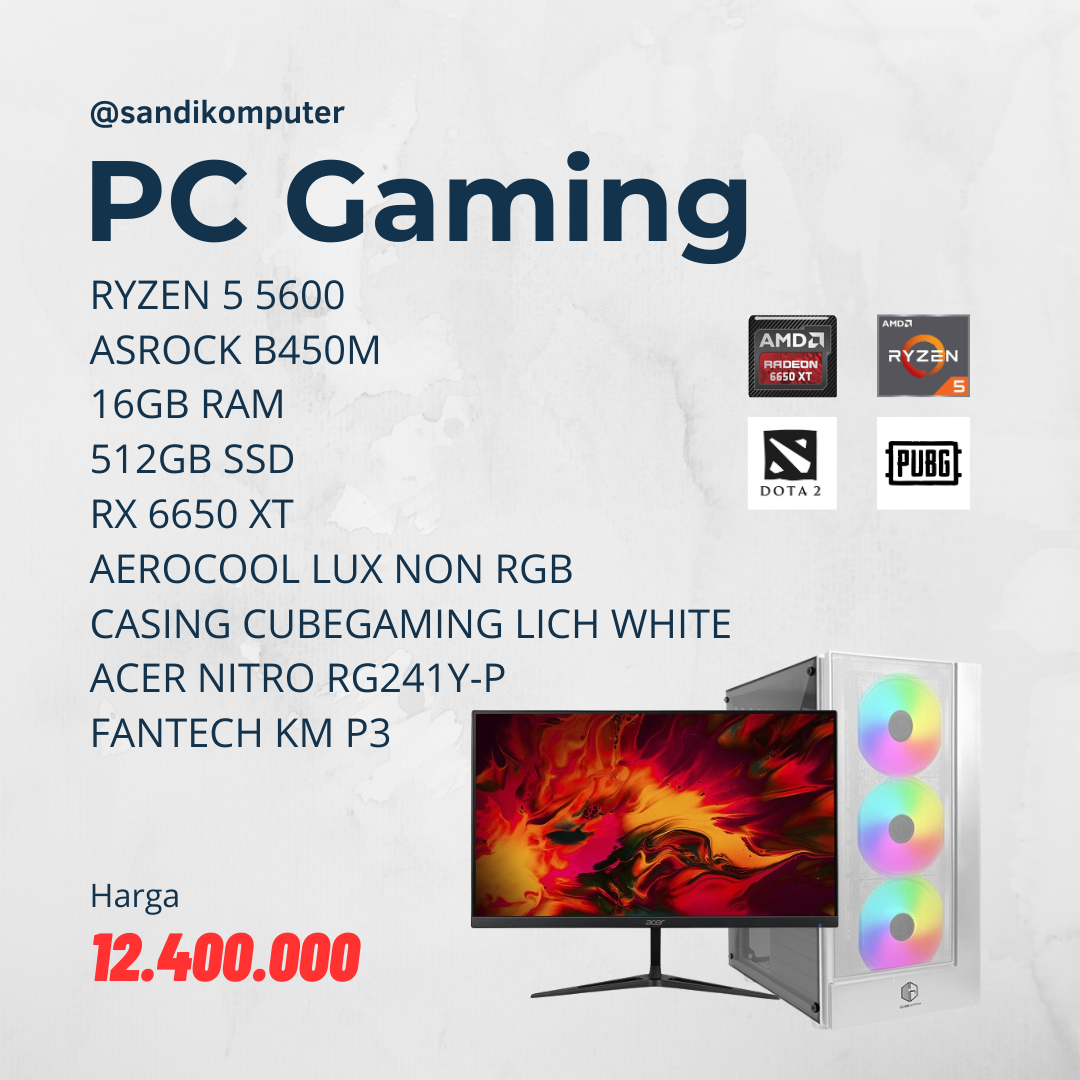 @sandikomputer
PC Gaming
RYZEN 5 5600
ASROCK B450M
16GB RAM
512GB SSD
RX 6650 XT
AEROCOOL LUX NON RGB
CASING CUBEGAMING LICH WHITE
ACER NITRO RG241Y-P
FANTECH KM P3
AMD
RADEON
6650 XT
AMD
RYZEN
5
DOTA 2
PUBG
Harga
12.400.000
acer